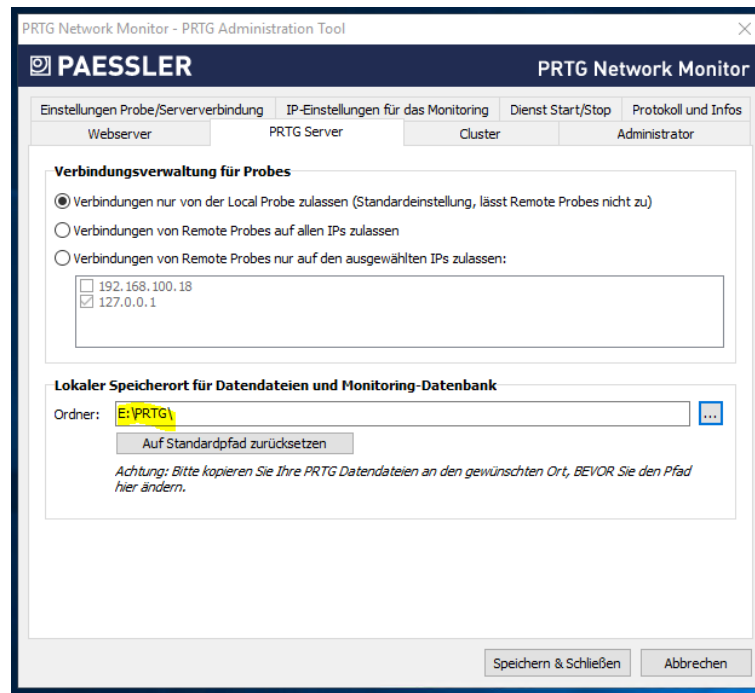 PRTG Network Monitor - PRTG Administration Tool
PAESSLER
PRTG Network Monitor
Einstellungen Probe/Serververbindung
IP-Einstellungen für das Monitoring
Dienst Start/Stop
Protokoll und Infos
Webserver
PRTG Server
Cluster
Administrator
Verbindungsverwaltung für Probes
Verbindungen nur von der Local Probe zulassen (Standardeinstellung, lässt Remote Probes nicht zu)
Verbindungen von Remote Probes auf allen IPs zulassen
Verbindungen von Remote Probes nur auf den ausgewählten IPs zulassen:
192.168.100.18
127.0.0.1
Lokaler Speicherort für Datendateien und Monitoring-Datenbank
Ordner: E:\PRTG\ ...
Auf Standardpfad zurücksetzen
Achtung: Bitte kopieren Sie Ihre PRTG Datendateien an den gewünschten Ort, BEVOR Sie den Pfad
hier ändern.
Speichern & Schließen
Abbrechen